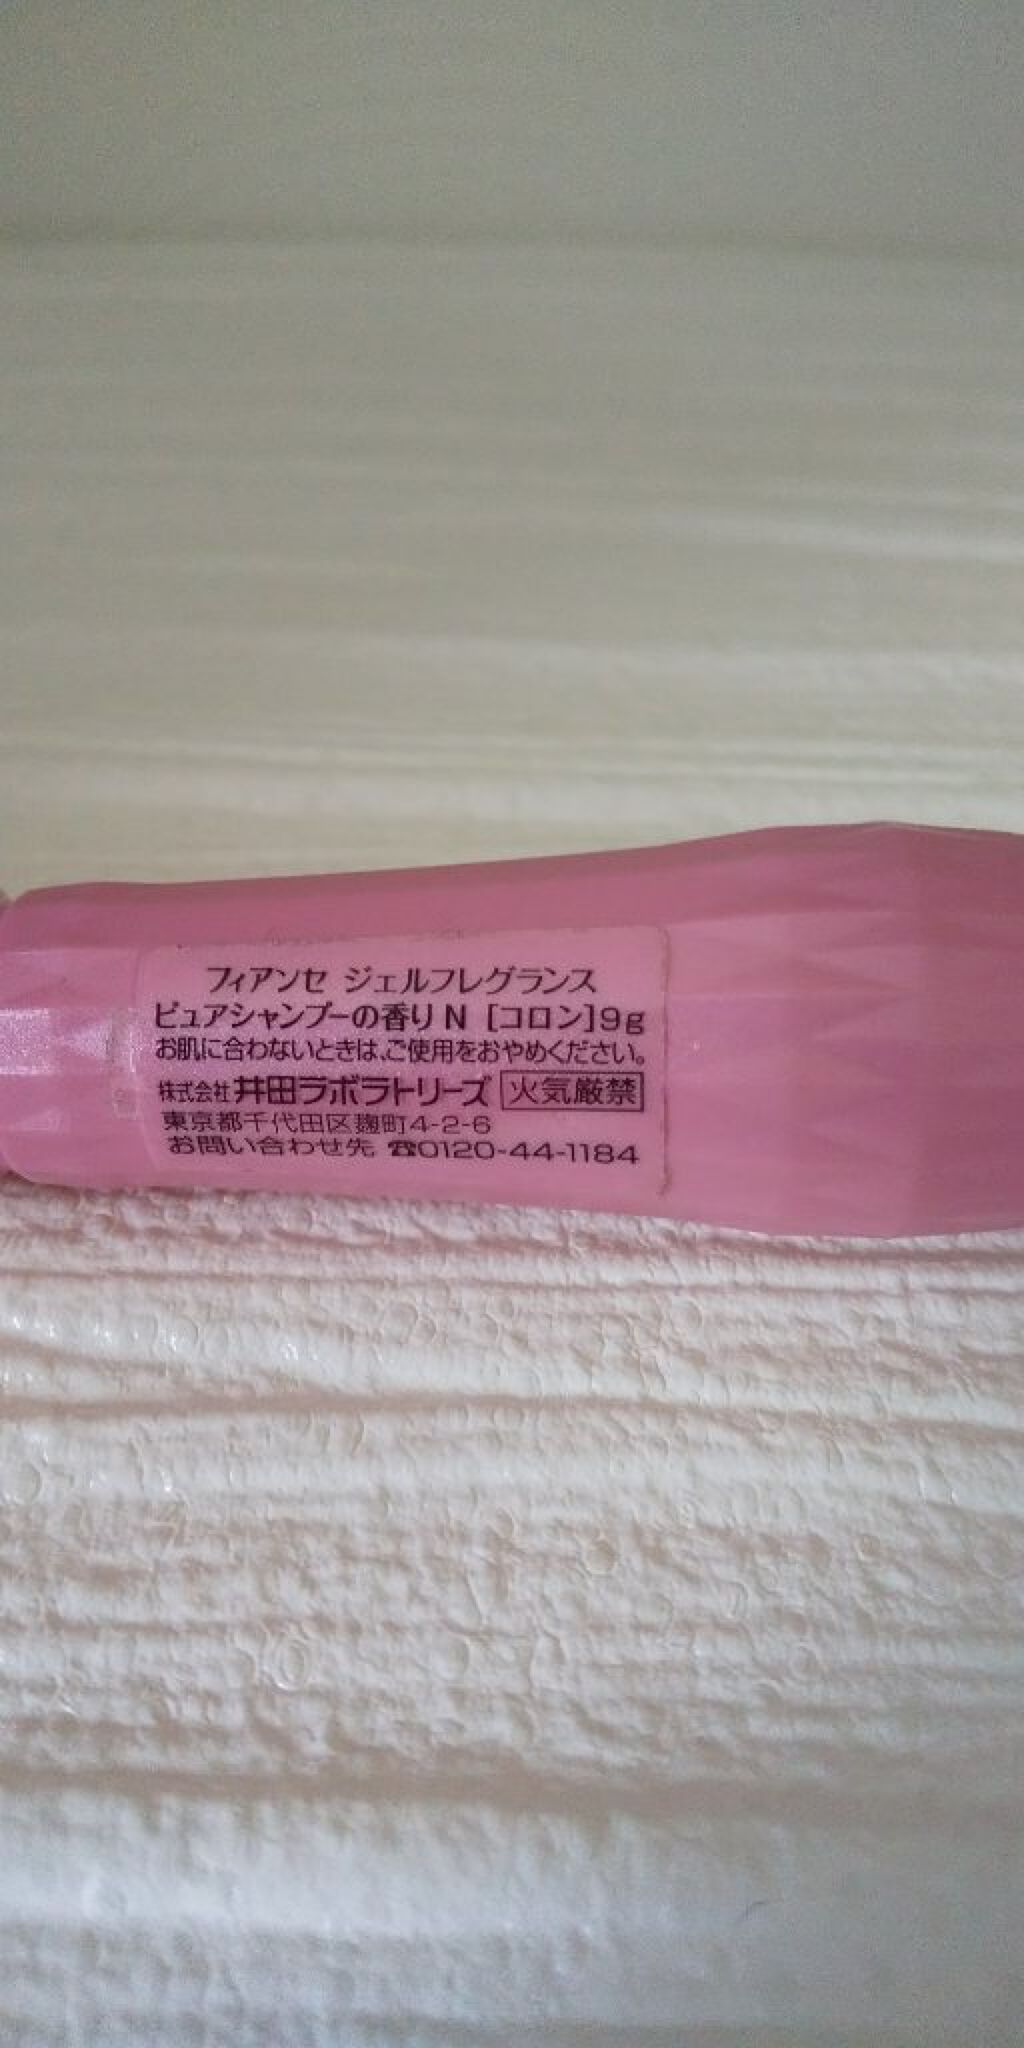 フィアンセ ジェルフレグランス
ピュアシャンプーの香りN [コロン]9g
お肌に合わないときは、ご使用をおやめください。
株式会社 井田ラボラトリーズ 火気厳禁
東京都千代田区麹町4-2-6
お問い合わせ先 ☎0120-44-1184